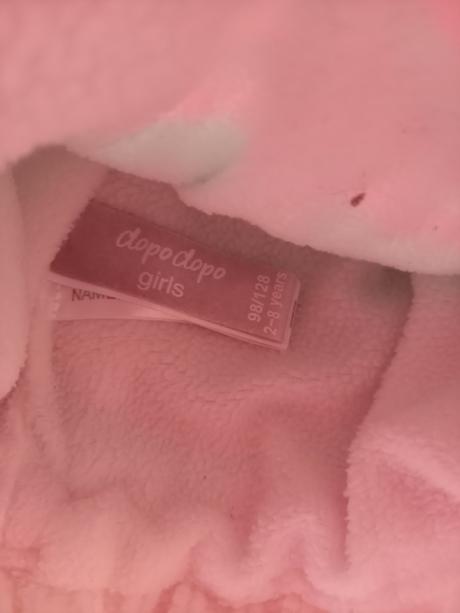 dopodopo
girls
98/128
2-8 years